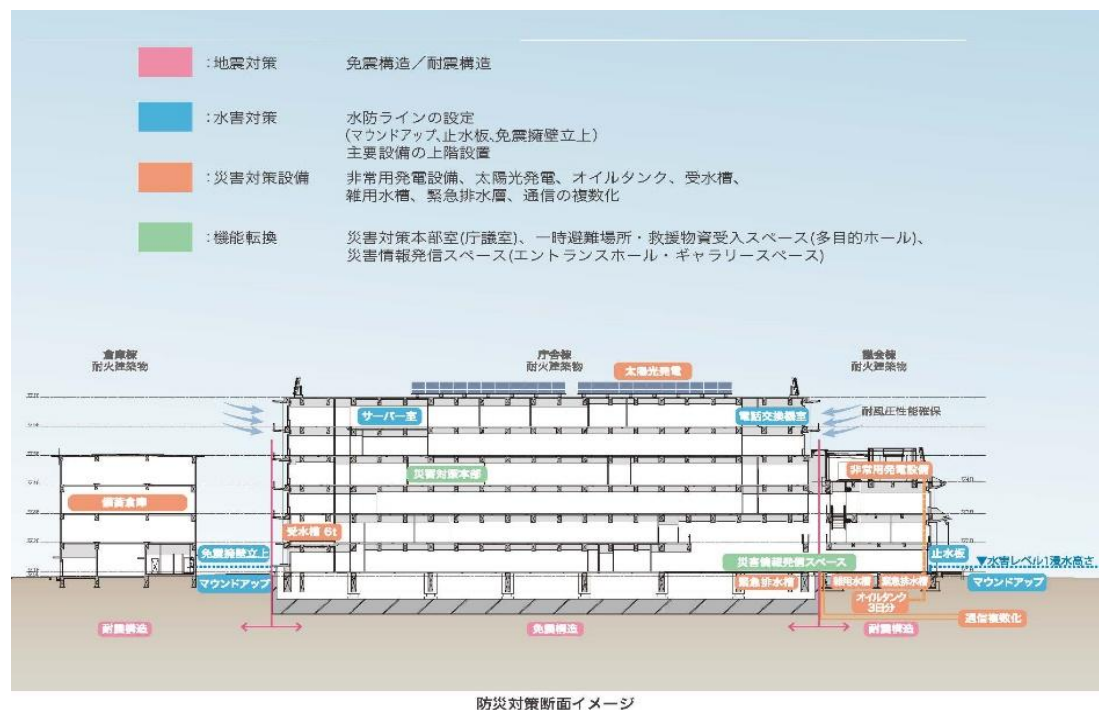 :地震対策 免震構造／耐震構造
:水害対策 水防ラインの設定
(マウンドアップ、止水板、免震擁壁立上)
主要設備の上階設置
:災害対策設備 非常用発電設備、太陽光発電、オイルタンク、受水槽、
雑用水槽、緊急排水層、通信の複数化
:機能転換 災害対策本部室(庁議室)、一時避難場所・救援物資受入スペース(多目的ホール)、
災害情報発信スペース(エントランスホール・ギャラリースペース)
倉庫棟
耐火建築物
庁舎棟
耐火建築物
議会棟
耐火建築物
太陽光発電
サーバー室
電話交換機室
耐風圧性能確保
災害対策本部
非常用発電設備
備蓄倉庫
受水槽 6t
免震擁壁立上
災害情報発信スペース
止水板
▼水害レベル1浸水高さ
マウンドアップ
緊急排水槽
雑用水槽
緊急排水槽
マウンドアップ
オイルタンク
3日分
通信複数化
耐震構造
免震構造
耐震構造
防災対策断面イメージ